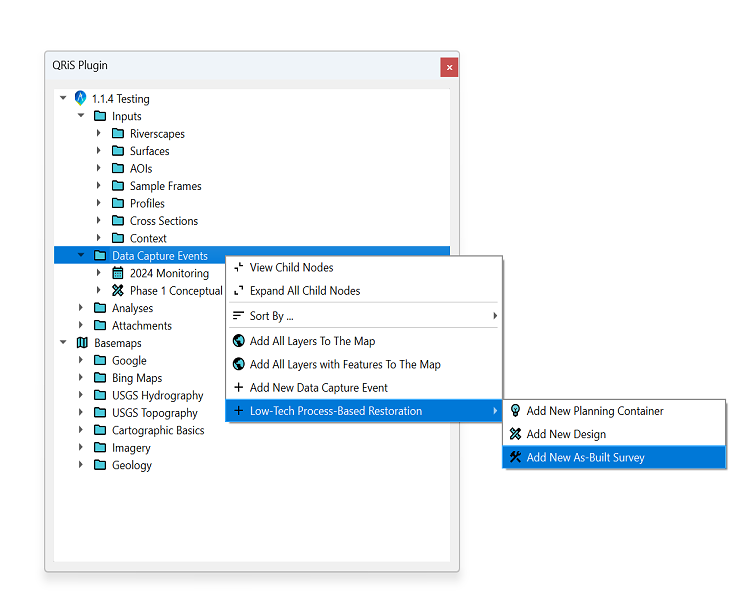 QRiS Plugin
x
1.1.4 Testing
Inputs
Riverscapes
Surfaces
AOIs
Sample Frames
Profiles
Cross Sections
Context
Data Capture Events
2024 Monitoring
Phase 1 Conceptual
Analyses
Attachments
Basemaps
Google
Bing Maps
USGS Hydrography
USGS Topography
Cartographic Basics
Imagery
Geology
View Child Nodes
Expand All Child Nodes
Sort By ...
Add All Layers To The Map
Add All Layers with Features To The Map
Add New Data Capture Event
Low-Tech Process-Based Restoration
Add New Planning Container
Add New Design
Add New As-Built Survey